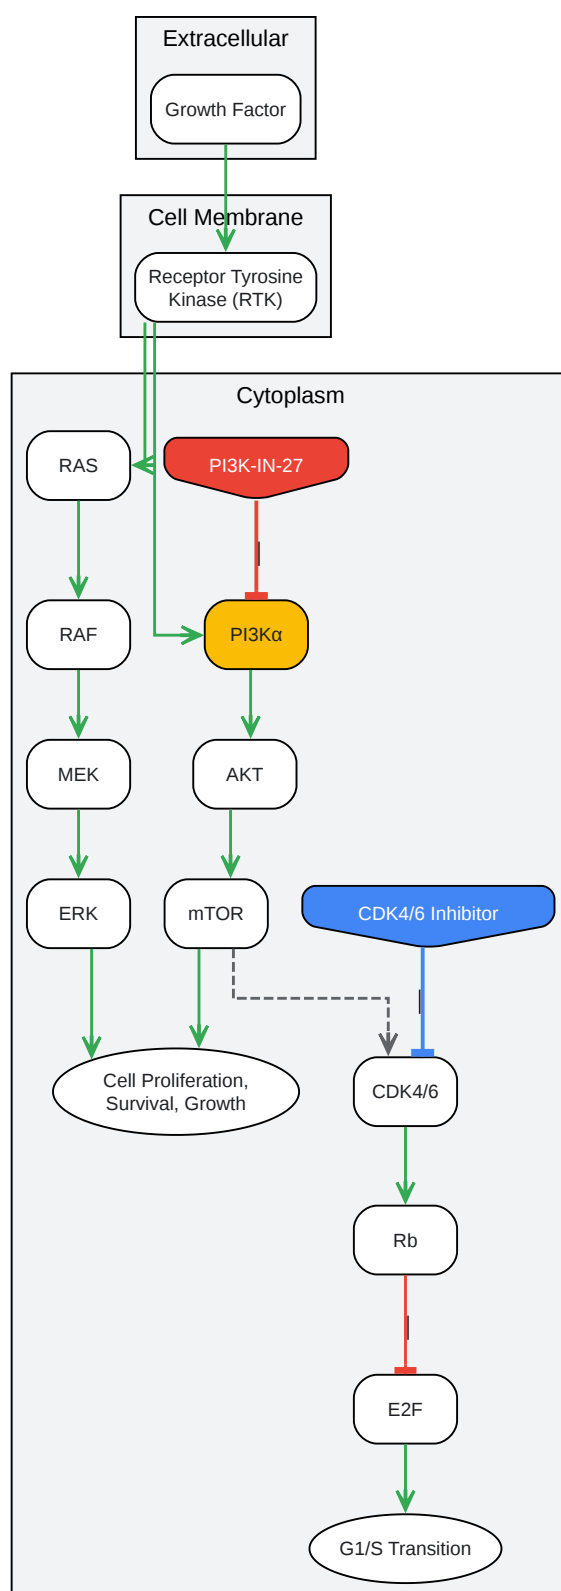 Extracellular
Growth Factor
Cell Membrane
Receptor Tyrosine
Kinase (RTK)
Cytoplasm
RAS
PI3K-IN-27
RAF
PI3Kα
MEK
AKT
ERK
mTOR
CDK4/6 Inhibitor
Cell Proliferation,
Survival, Growth
CDK4/6
Rb
E2F
G1/S Transition